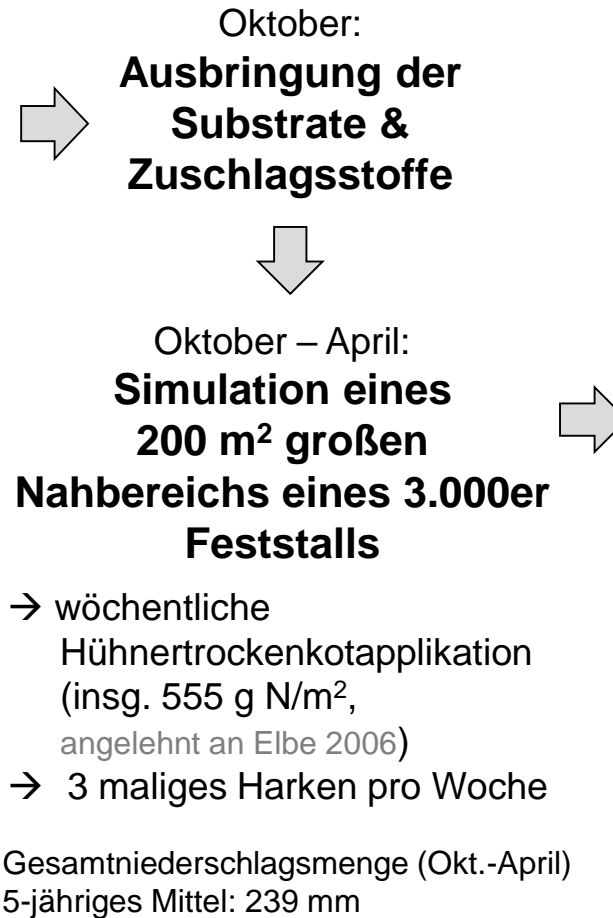 Oktober:
Ausbringung der
Substrate &
Zuschlagsstoffe
Oktober – April:
Simulation eines
200 m² großen
Nahbereichs eines 3.000er
Feststalls
→ wöchentliche
Hühnertrockenkotapplikation
(insg. 555 g N/m²,
angelehnt an Elbe 2006)
→ 3 maliges Harken pro Woche
Gesamtniederschlagsmenge (Okt.-April)
5-jähriges Mittel: 239 mm